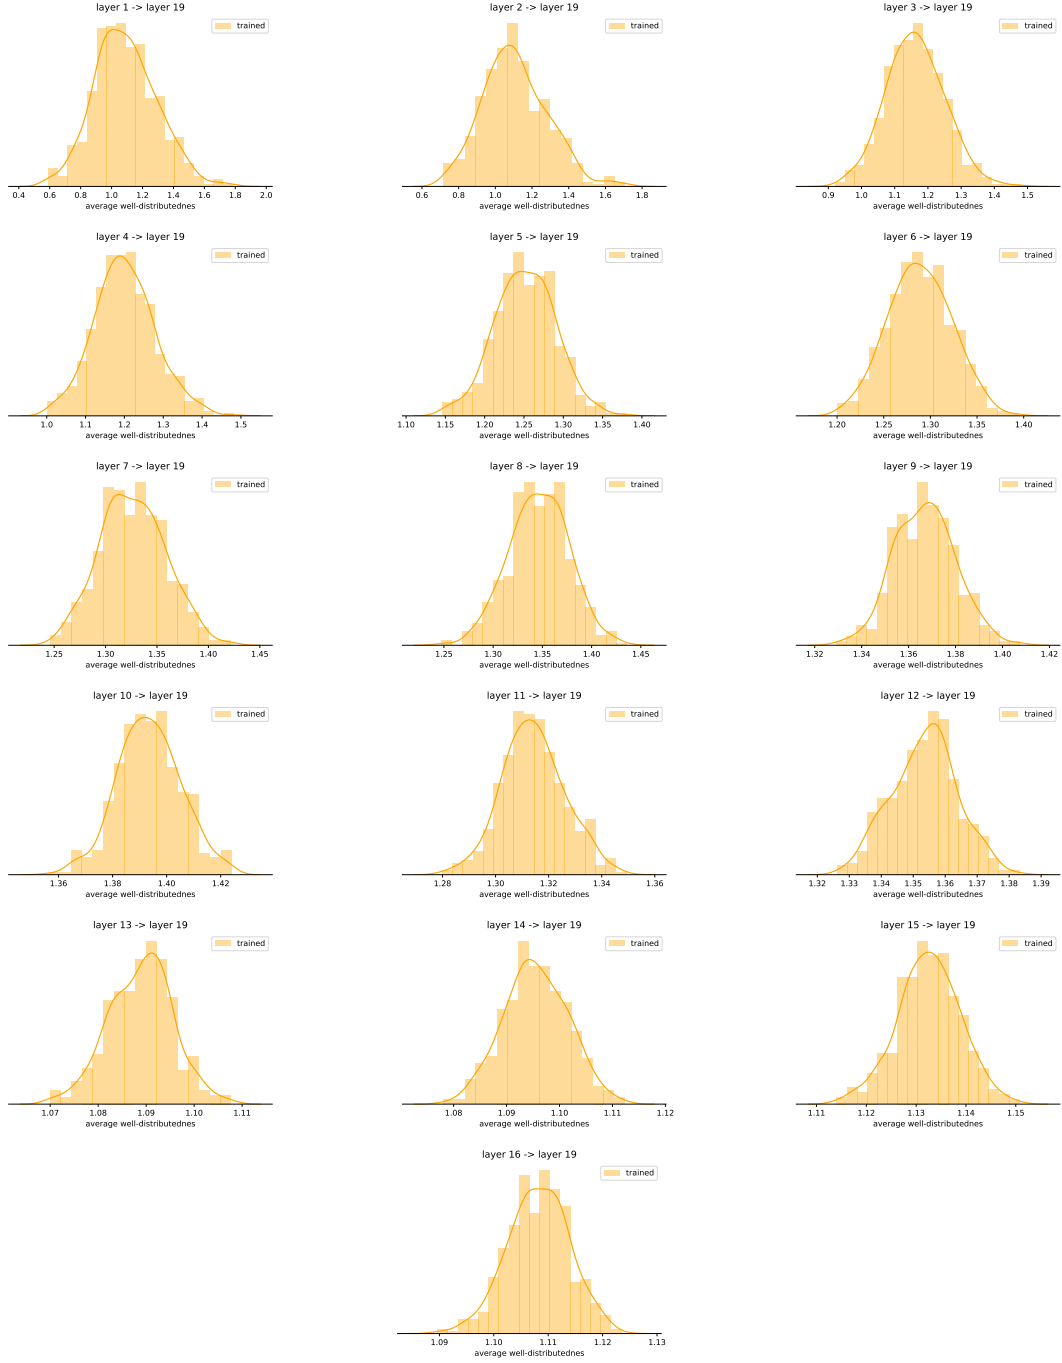 layer 1 -> layer 19
layer 2 -> layer 19
layer 3 -> layer 19
trained
trained
trained
0.4 0.6 0.8 1.0 1.2 1.4 1.6 1.8 2.0
0.6 0.8 1.0 1.2 1.4 1.6 1.8
0.9 1.0 1.1 1.2 1.3 1.4 1.5
average well-distributednes
average well-distributednes
average well-distributednes
layer 4 -> layer 19
layer 5 -> layer 19
layer 6 -> layer 19
trained
trained
trained
1.0 1.1 1.2 1.3 1.4 1.5
1.10 1.15 1.20 1.25 1.30 1.35 1.40
1.20 1.25 1.30 1.35 1.40
average well-distributednes
average well-distributednes
average well-distributednes
layer 7 -> layer 19
layer 8 -> layer 19
layer 9 -> layer 19
trained
trained
trained
1.25 1.30 1.35 1.40 1.45
1.25 1.30 1.35 1.40 1.45
1.32 1.34 1.36 1.38 1.40 1.42
average well-distributednes
average well-distributednes
average well-distributednes
layer 10 -> layer 19
layer 11 -> layer 19
layer 12 -> layer 19
trained
trained
trained
1.36 1.38 1.40 1.42
1.28 1.30 1.32 1.34 1.36
1.32 1.33 1.34 1.35 1.36 1.37 1.38 1.39
average well-distributednes
average well-distributednes
average well-distributednes
layer 13 -> layer 19
layer 14 -> layer 19
layer 15 -> layer 19
trained
trained
trained
1.07 1.08 1.09 1.10 1.11
1.08 1.09 1.10 1.11 1.12
1.11 1.12 1.13 1.14 1.15
average well-distributednes
average well-distributednes
average well-distributednes
layer 16 -> layer 19
trained
1.09 1.10 1.11 1.12 1.13
average well-distributednes